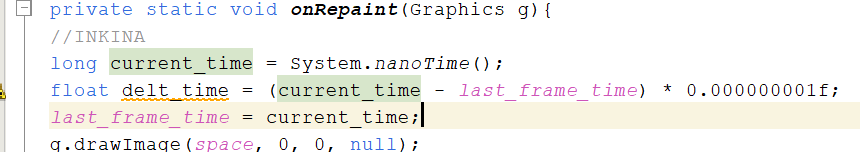 private static void onRepaint(Graphics g){
//INKINA
long current_time = System.nanoTime();
float delt_time = (current_time - last_frame_time) * 0.000000001f;
last_frame_time = current_time;
g.drawImage(space, 0, 0, null);